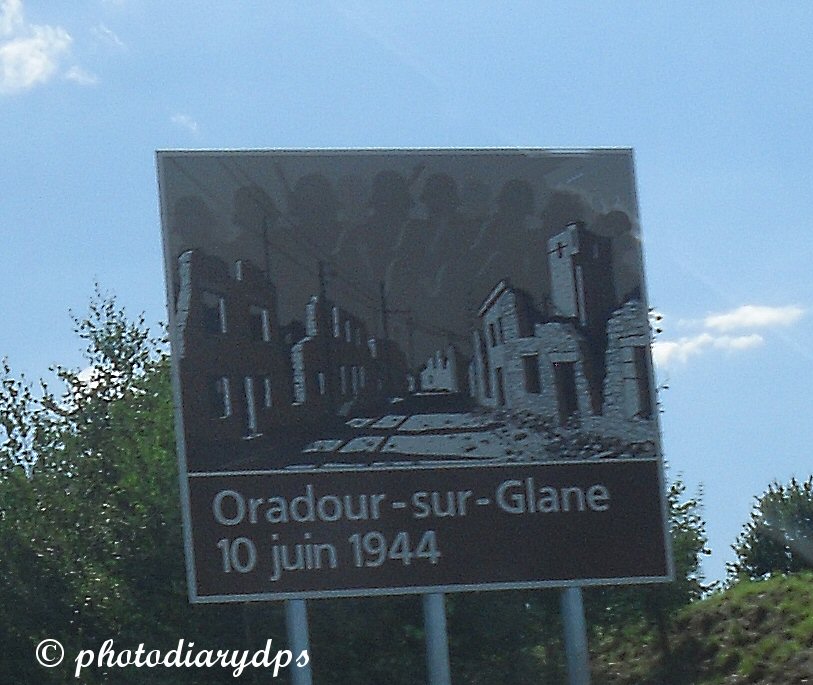 Oradour-sur-Glane
10 juin 1944
© photodiarydps